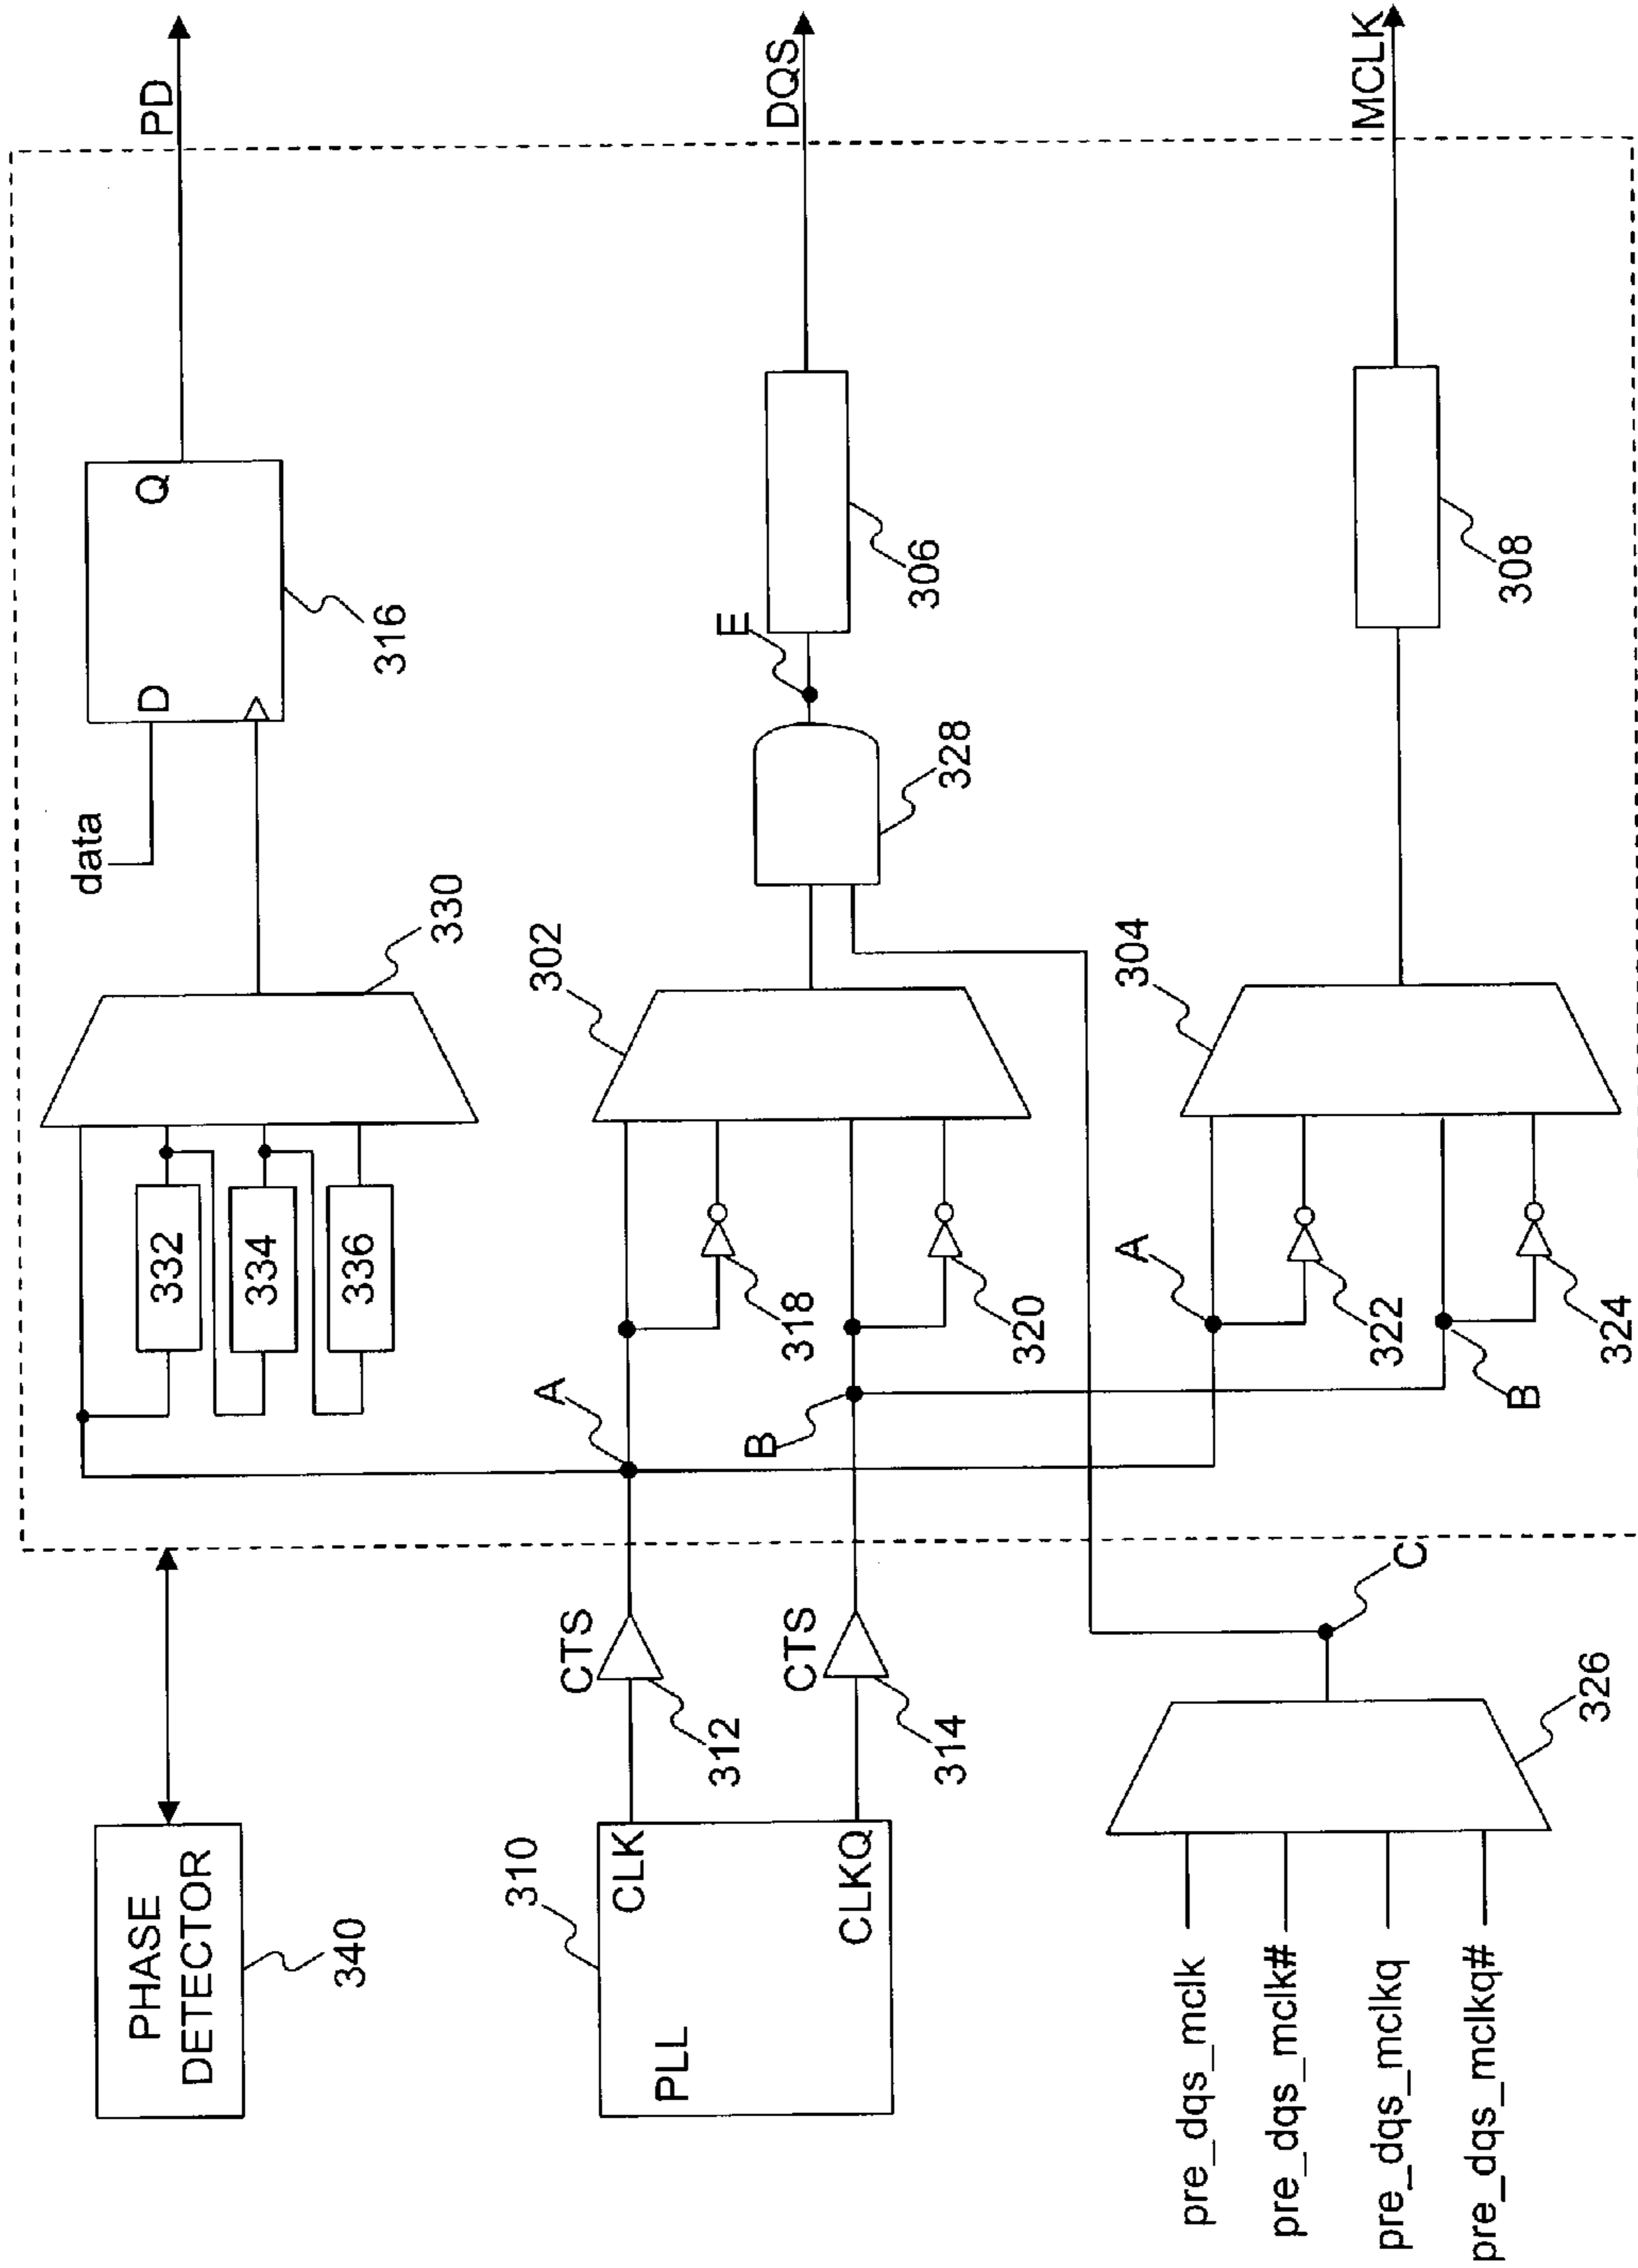 PHASE
DETECTOR
340
PD
data
D
Q
316
330
332
334
336
A
302
318
DQS
E
306
328
PLL
310
CLK
CLKQ
CTS
312
CTS
314
B
320
A
304
322
MCLK
308
B
324
C
326
pre_dqs_mclk
pre_dqs_mclk#
pre_dqs_mclkq
pre_dqs_mclkq#